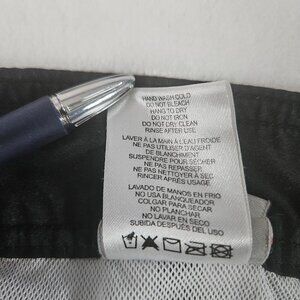 HAND WASH COLD
DO NOT BLEACH
HANG TO DRY
DO NOT IRON
DO NOT DRY CLEAN
RINSE AFTER USE
LAVER À LA MAIN À L'EAU FROIDE
NE PAS UTILISER D'AGENT
DE BLANCHIMENT
SUSPENDRE POUR SÉCHER
NE PAS REPASSER
NE PAS NETTOYER À SEC
RINCER APRÈS USAGE
LAVADO DE MANOS EN FRIO
NO USA BLANQUEADOR
COLGAR PARA SECAR
NO PLANCHAR
NO LAVAR EN SECO
SUBIDA DESPUÉS DEL USO